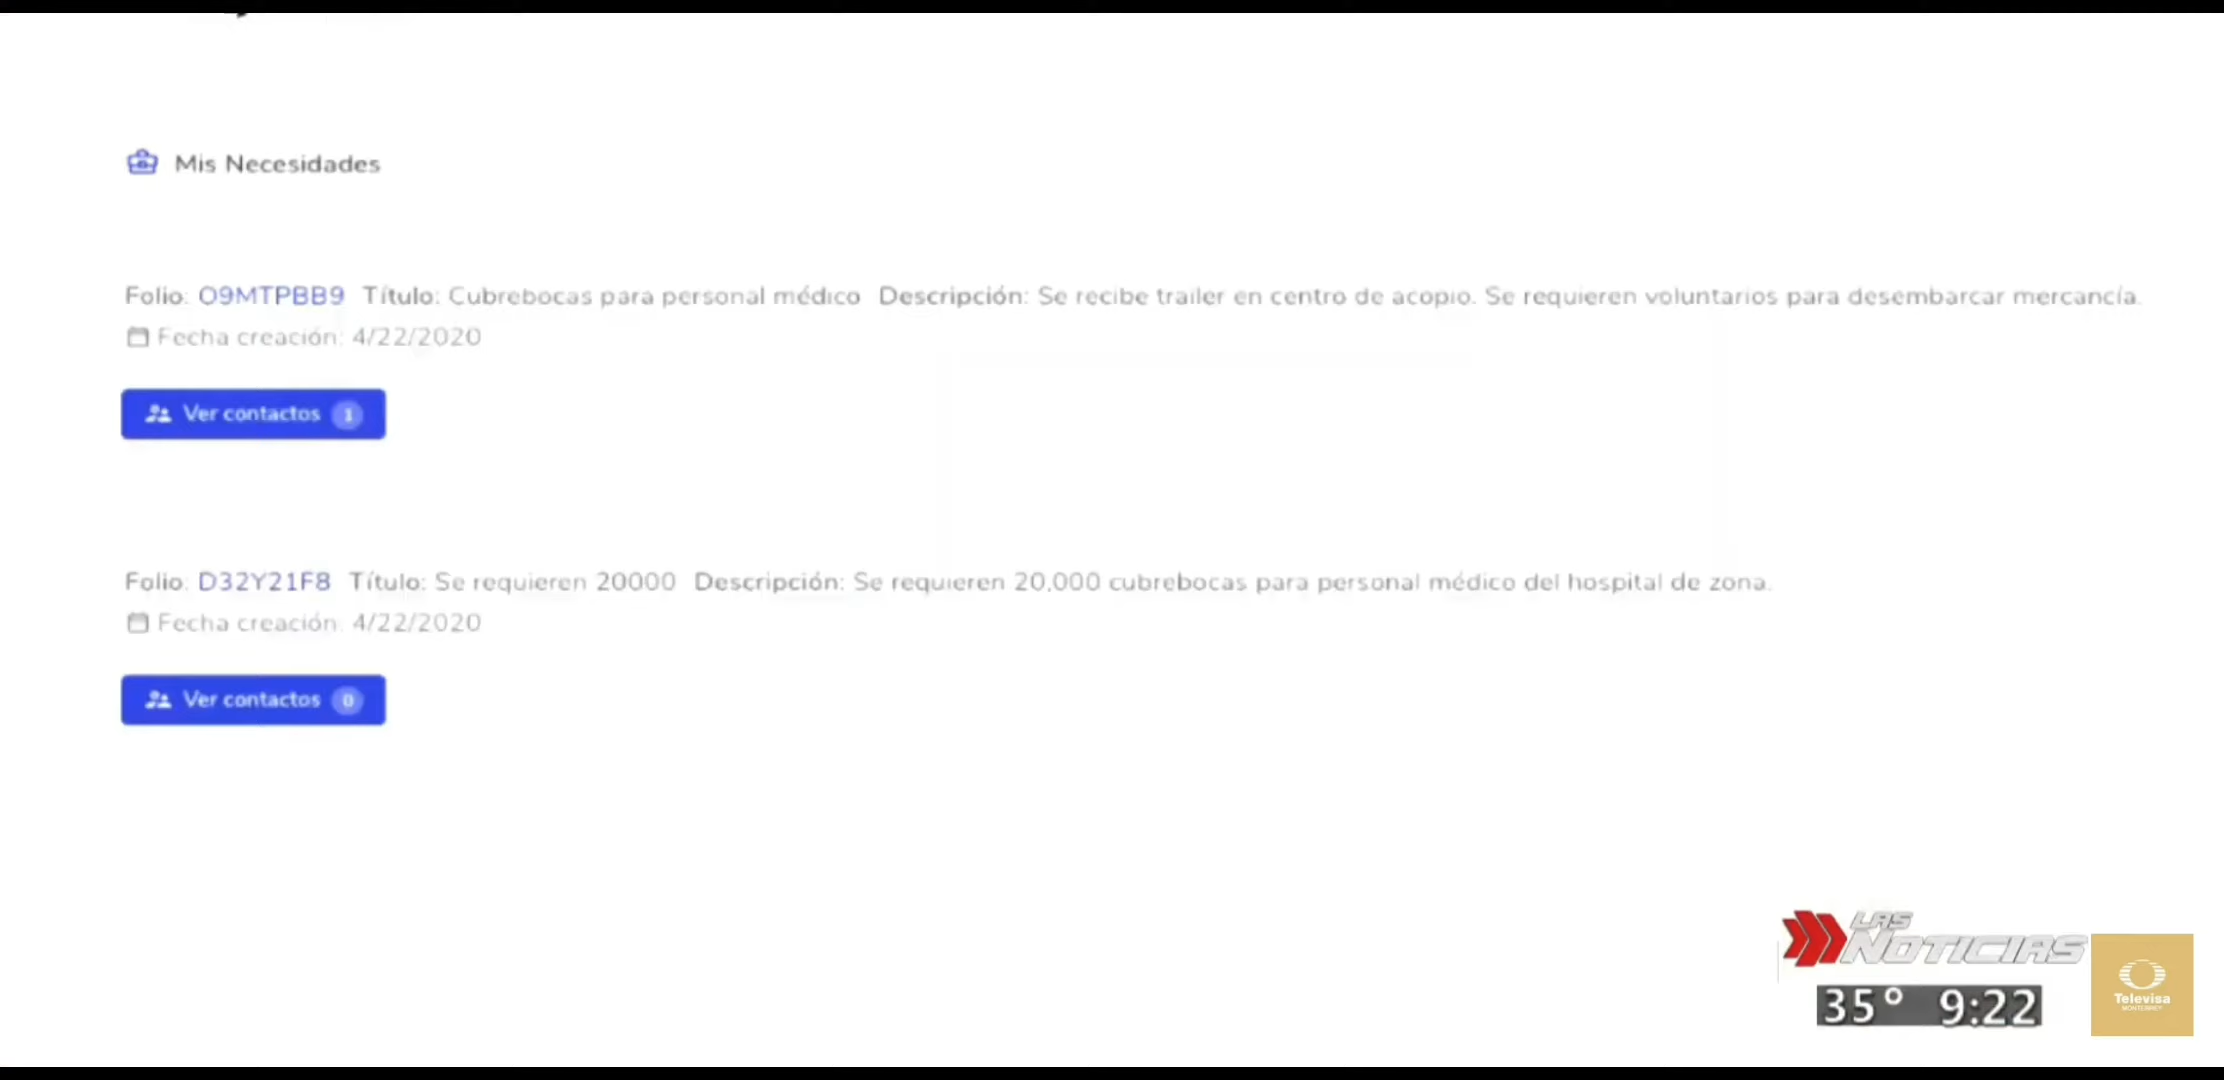 Mis Necesidades
Folio: O9MTPBB9 Título: Cubrebocas para personal médico Descripción: Se recibe trailer en centro de acopio. Se requieren voluntarios para desembarcar mercancía.
Fecha creación: 4/22/2020
Ver contactos 1
Folio: D32Y21F8 Título: Se requieren 20000 Descripción: Se requieren 20,000 cubrebocas para personal médico del hospital de zona.
Fecha creación: 4/22/2020
Ver contactos 0
LAS
NOTICIAS
35° 9:22
Televisa
MONTERREY